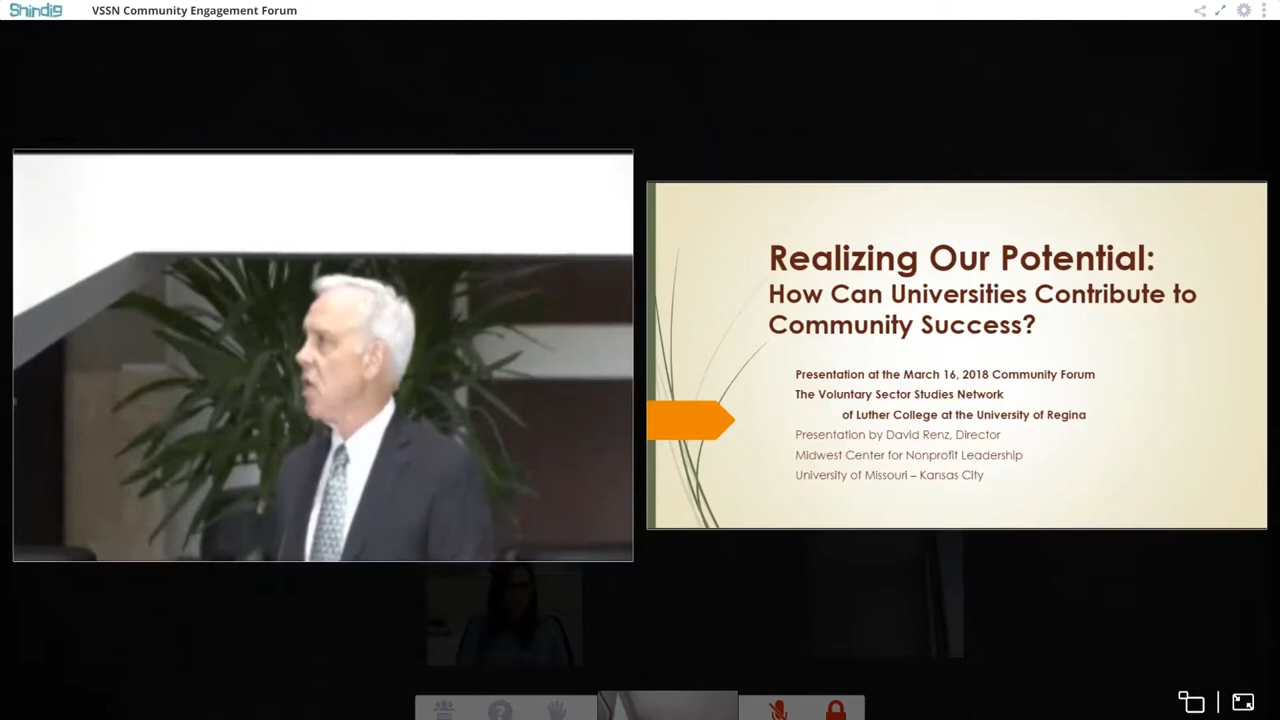 Shindig
VSSN Community Engagement Forum
Realizing Our Potential:
How Can Universities Contribute to
Community Success?
Presentation at the March 16, 2018 Community Forum
The Voluntary Sector Studies Network
of Luther College at the University of Regina
Presentation by David Renz, Director
Midwest Center for Nonprofit Leadership
University of Missouri – Kansas City